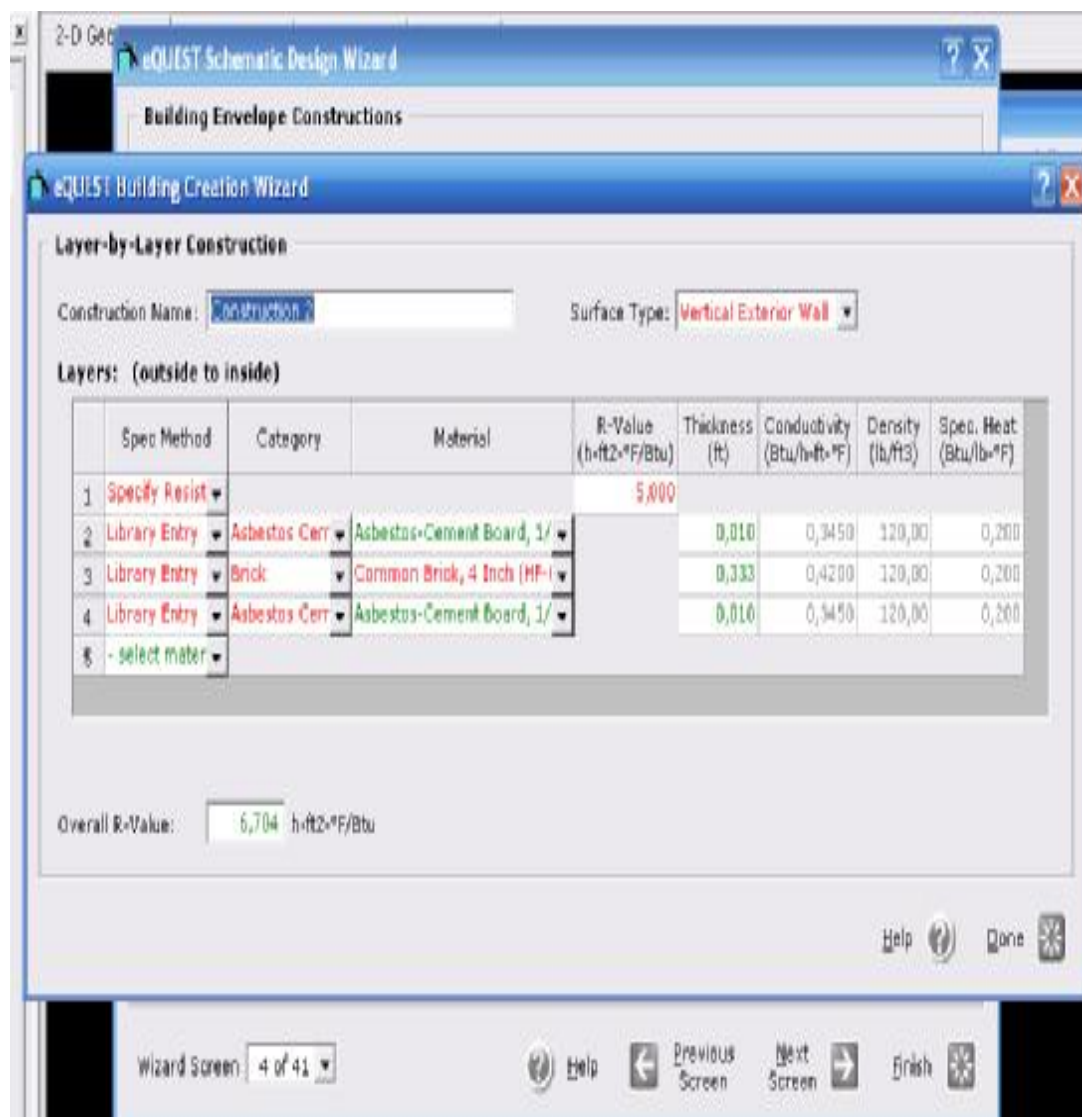 2-D Geo
eQUEST Schematic Design Wizard
Building Envelope Constructions
eQUEST Building Creation Wizard
Layer-by-Layer Construction
Construction Name: Construction 2 Surface Type: Vertical Exterior Wall
Layers: (outside to inside)
Spec Method Category Material R-Value (h-ft2-°F/Btu) Thickness (ft) Conductivity (Btu/h-ft-°F) Density (lb/ft3) Spec. Heat (Btu/lb-°F)
1 Specify Resist 5,000
2 Library Entry Asbestos Cem Asbestos-Cement Board, 1/ 0,010 0,3450 120,00 0,200
3 Library Entry Brick Common Brick, 4 Inch (HF- 0,333 0,4200 120,00 0,200
4 Library Entry Asbestos Cem Asbestos-Cement Board, 1/ 0,010 0,3450 120,00 0,200
5 - select mater
Overall R-Value: 6,704 h-ft2-°F/Btu
Help Done
Wizard Screen 4 of 41 Help Previous Screen Next Screen Finish